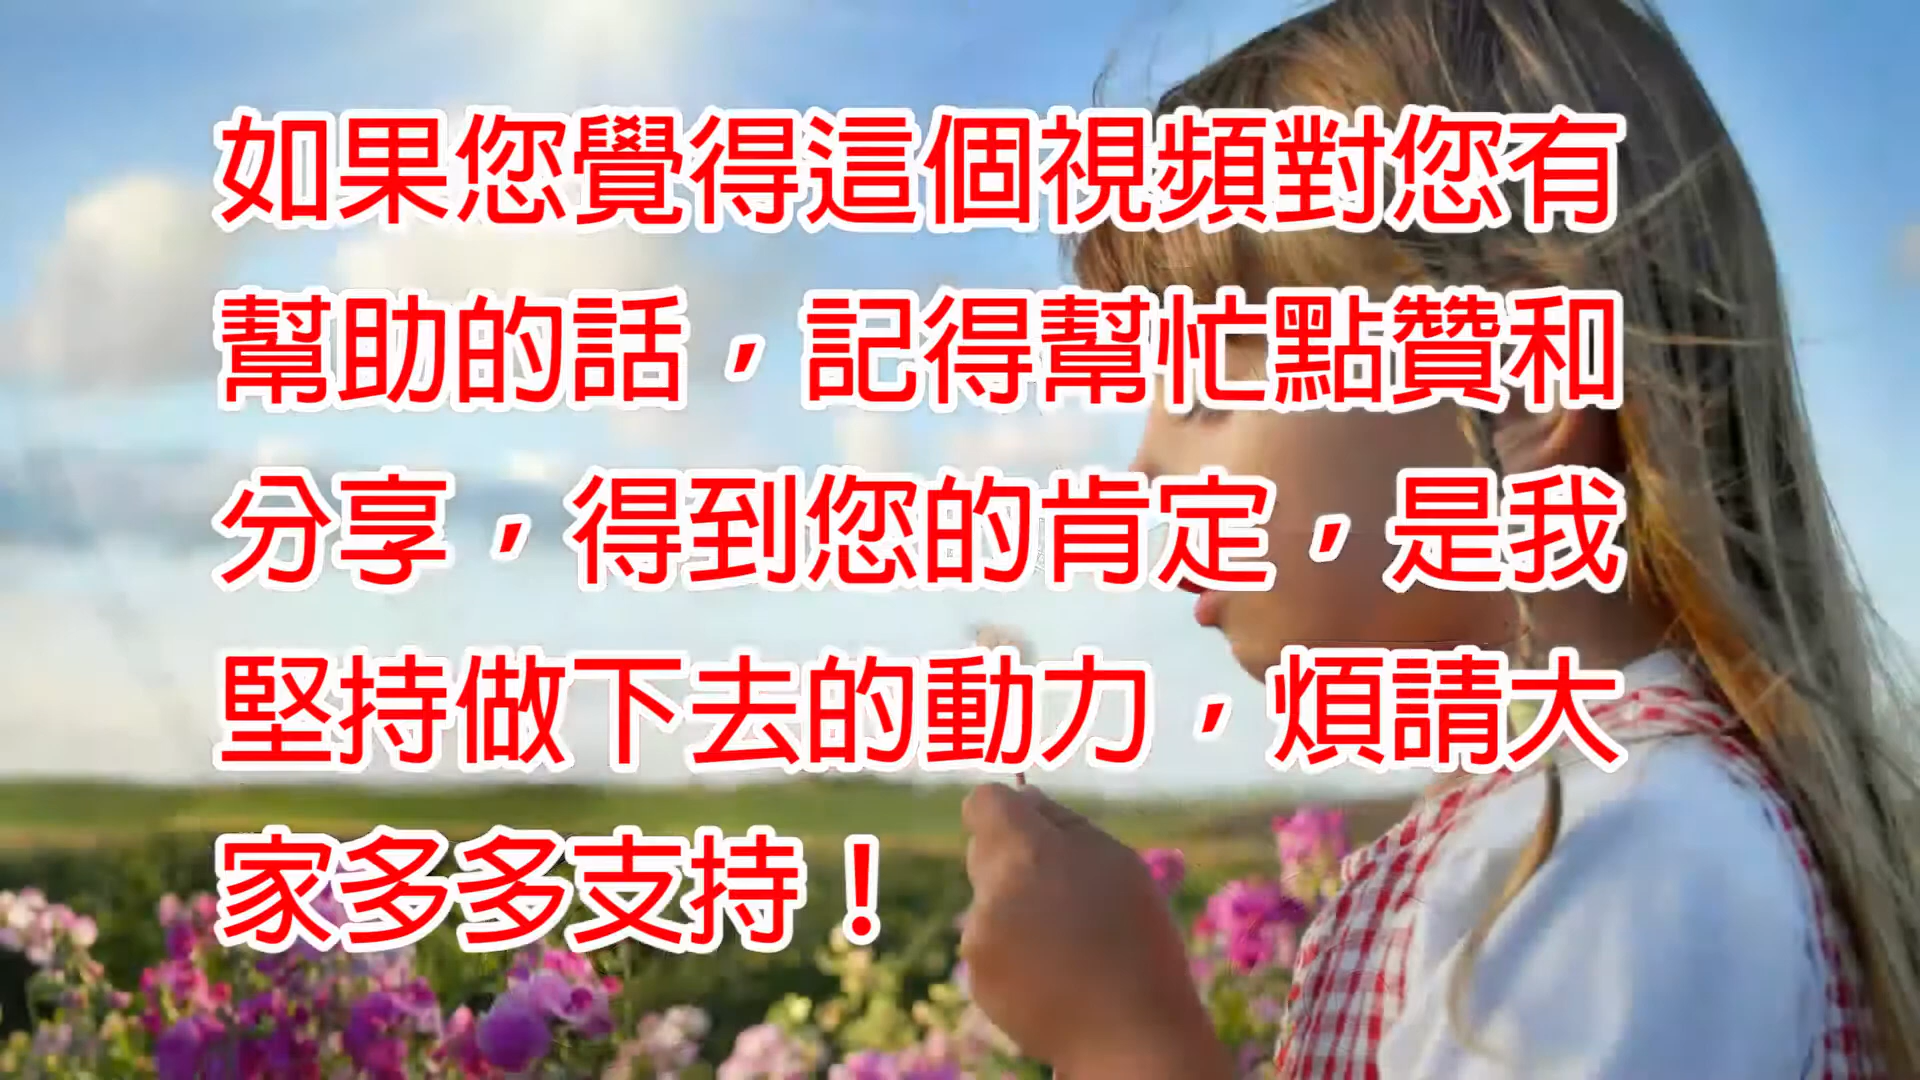 如果您覺得這個視頻對您有
幫助的話，記得幫忙點贊和
分享，得到您的肯定，是我
堅持做下去的動力，煩請大
家多多支持！